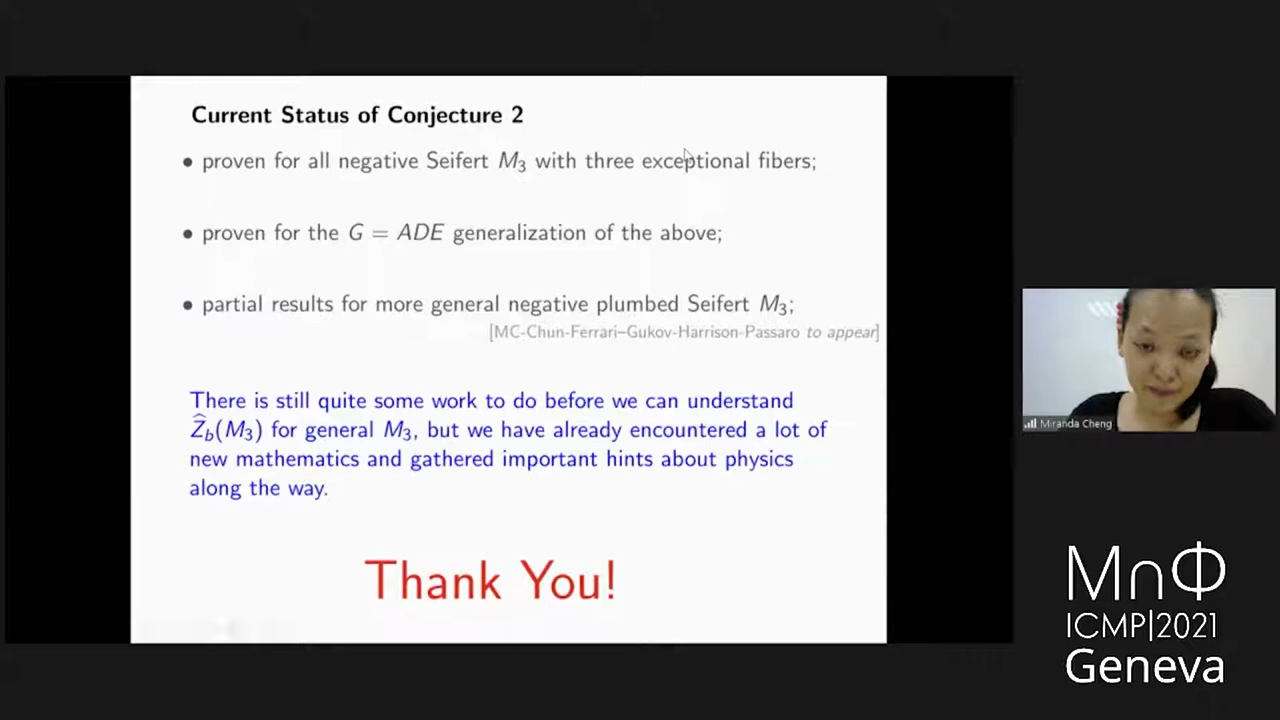 Current Status of Conjecture 2
• proven for all negative Seifert M₃ with three exceptional fibers;
• proven for the G = ADE generalization of the above;
• partial results for more general negative plumbed Seifert M₃;
[MC-Chun-Ferrari–Gukov-Harrison-Passaro to appear]
There is still quite some work to do before we can understand
Ẑ_b(M₃) for general M₃, but we have already encountered a lot of
new mathematics and gathered important hints about physics
along the way.
Thank You!
Miranda Cheng
M∩Φ
ICMP|2021
Geneva